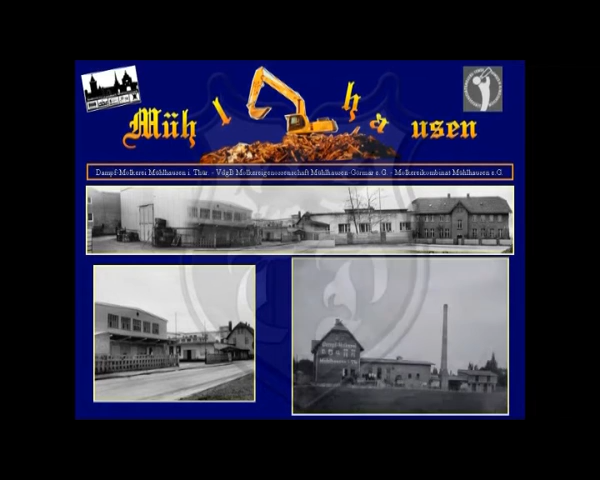 Mühlhausen
Dampf-Molkerei Mühlhausen i. Thür. - VdgB Molkereigenossenschaft Mühlhausen-Görmar e.G. - Molkereikombinat Mühlhausen e.G.